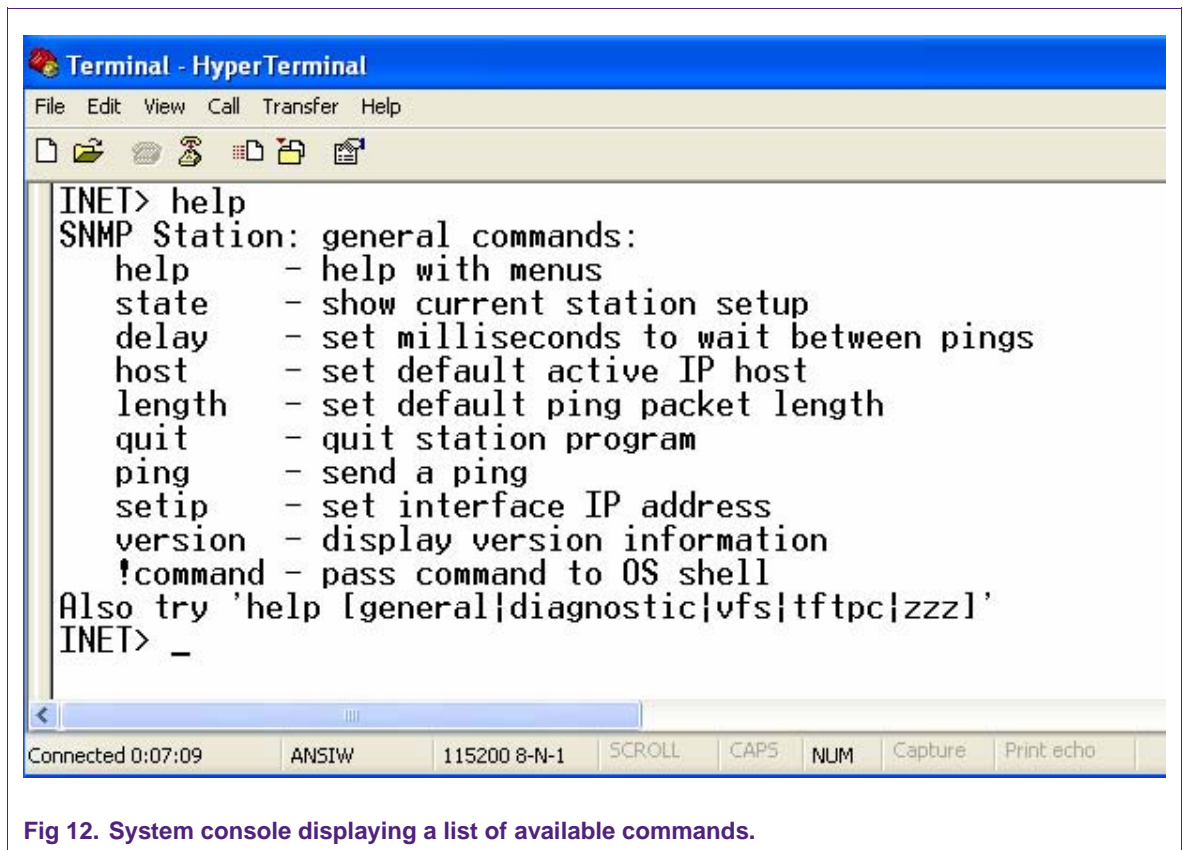 Terminal - HyperTerminal
File Edit View Call Transfer Help
INET> help
SNMP Station: general commands:
help - help with menus
state - show current station setup
delay - set milliseconds to wait between pings
host - set default active IP host
length - set default ping packet length
quit - quit station program
ping - send a ping
setip - set interface IP address
version - display version information
!command - pass command to OS shell
Also try 'help [general|diagnostic|vfs|tftpc|zzz]'
INET> _
Connected 0:07:09 ANSIW 115200 8-N-1 SCROLL CAPS NUM Capture Print echo
Fig 12. System console displaying a list of available commands.